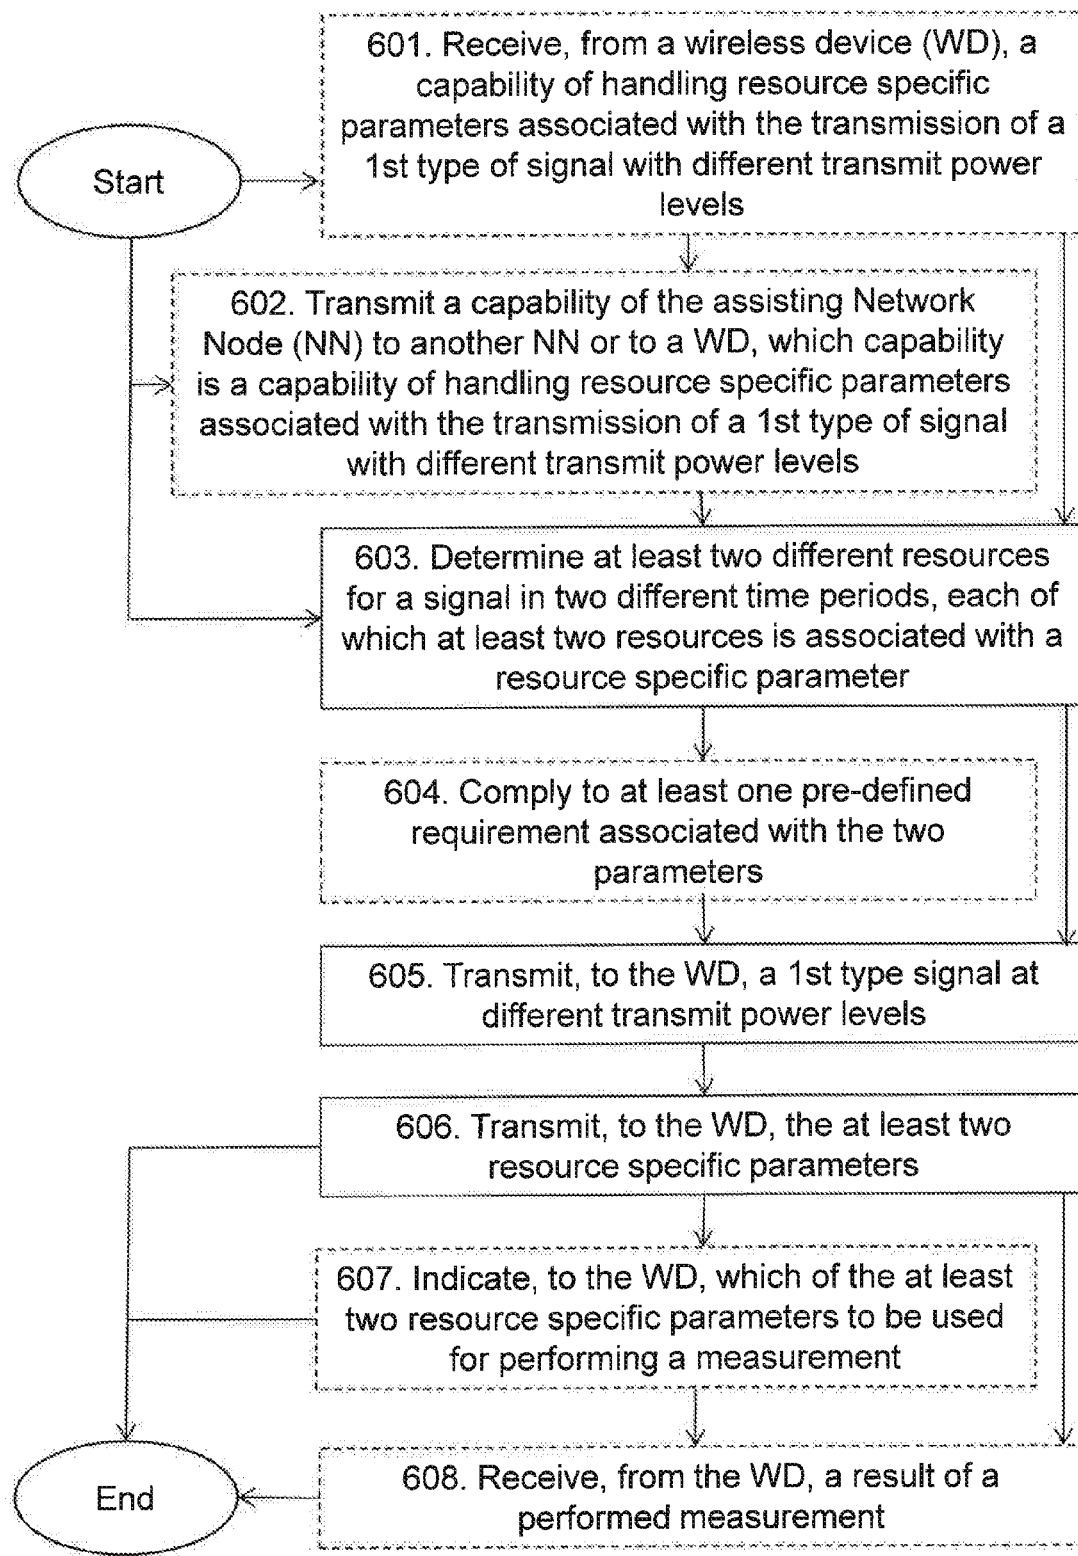 601. Receive, from a wireless device (WD), a
capability of handling resource specific
parameters associated with the transmission of a
1st type of signal with different transmit power
levels
Start
602. Transmit a capability of the assisting Network
Node (NN) to another NN or to a WD, which capability
is a capability of handling resource specific parameters
associated with the transmission of a 1st type of signal
with different transmit power levels
603. Determine at least two different resources
for a signal in two different time periods, each of
which at least two resources is associated with a
resource specific parameter
604. Comply to at least one pre-defined
requirement associated with the two
parameters
605. Transmit, to the WD, a 1st type signal at
different transmit power levels
606. Transmit, to the WD, the at least two
resource specific parameters
607. Indicate, to the WD, which of the at least
two resource specific parameters to be used
for performing a measurement
608. Receive, from the WD, a result of a
performed measurement
End